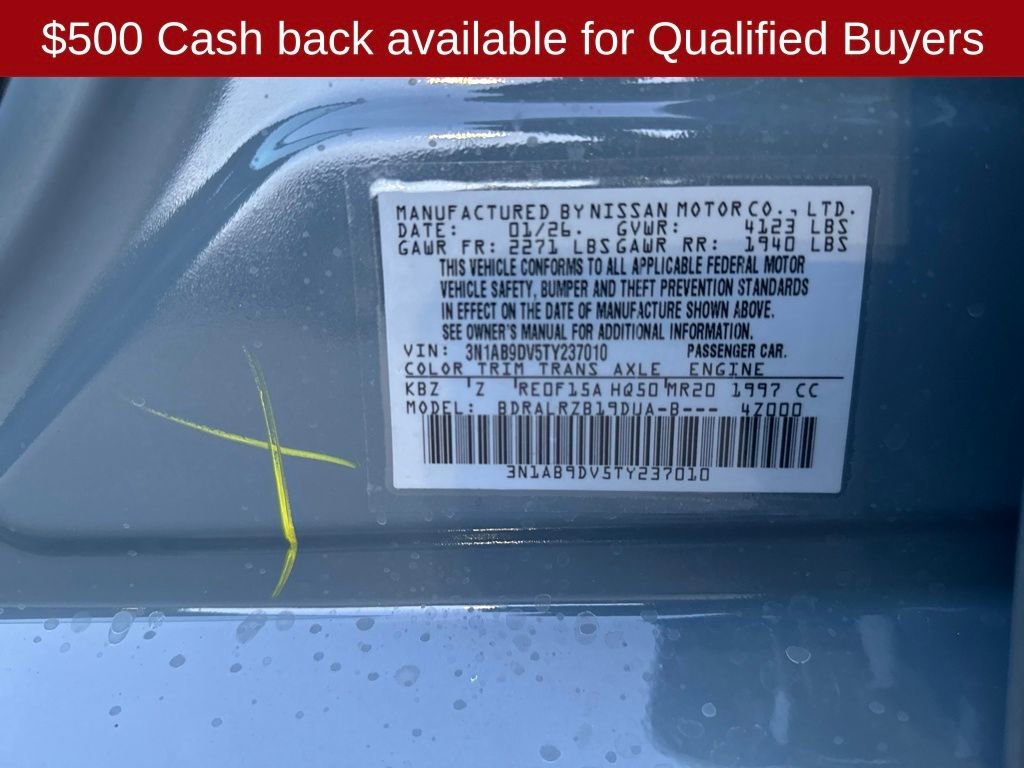 $500 Cash back available for Qualified Buyers
MANUFACTURED BY NISSAN MOTOR CO., LTD.
DATE: 01/26. GVWR: 4123 LBS
GAWR FR: 2271 LBS GAWR RR: 1940 LBS
THIS VEHICLE CONFORMS TO ALL APPLICABLE FEDERAL MOTOR
VEHICLE SAFETY, BUMPER AND THEFT PREVENTION STANDARDS
IN EFFECT ON THE DATE OF MANUFACTURE SHOWN ABOVE.
SEE OWNER'S MANUAL FOR ADDITIONAL INFORMATION.
VIN: 3N1AB9DV5TY237010 PASSENGER CAR.
COLOR TRIM TRANS AXLE ENGINE
KBZ Z RE0F15A HQ50 MR20 1997 CC
MODEL: BDRALRZB19DUA-B--- 4Z000
3N1AB9DV5TY237010